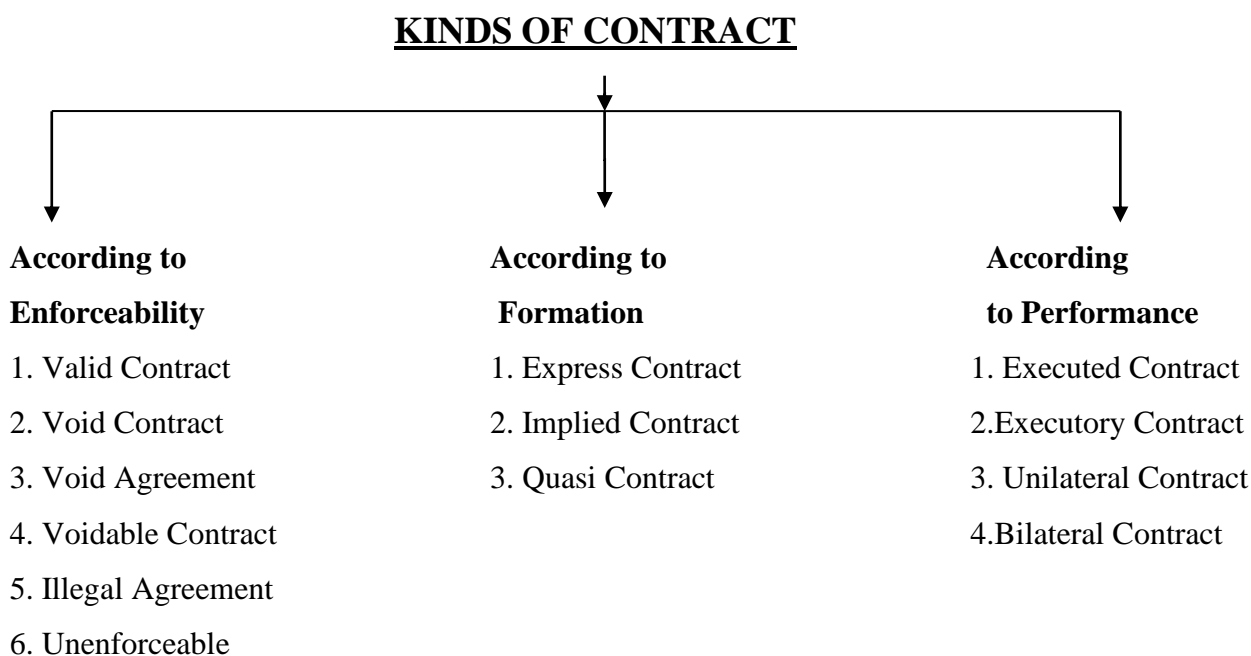 KINDS OF CONTRACT
According to
Enforceability
1. Valid Contract
2. Void Contract
3. Void Agreement
4. Voidable Contract
5. Illegal Agreement
6. Unenforceable
According to
Formation
1. Express Contract
2. Implied Contract
3. Quasi Contract
According
to Performance
1. Executed Contract
2.Executory Contract
3. Unilateral Contract
4.Bilateral Contract